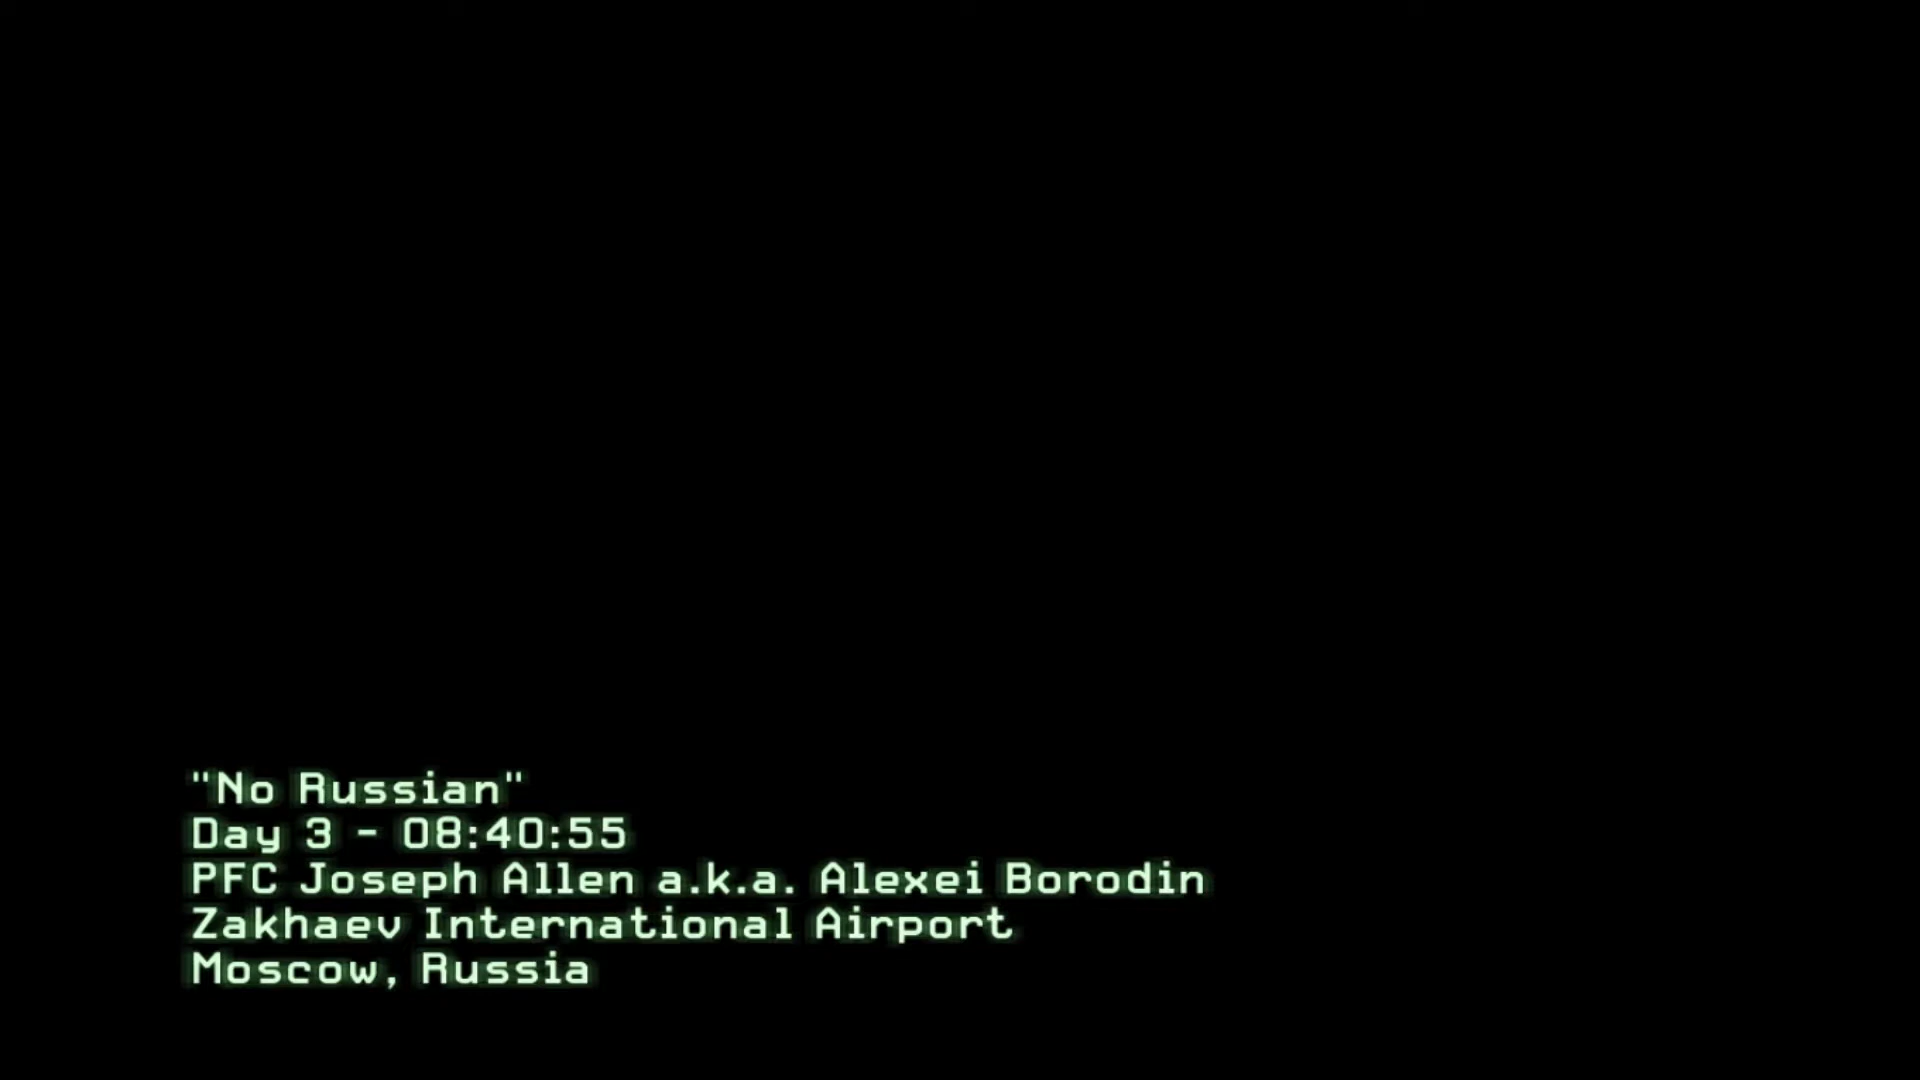 "No Russian"
Day 3 - 08:40:55
PFC Joseph Allen a.k.a. Alexei Borodin
Zakhaev International Airport
Moscow, Russia